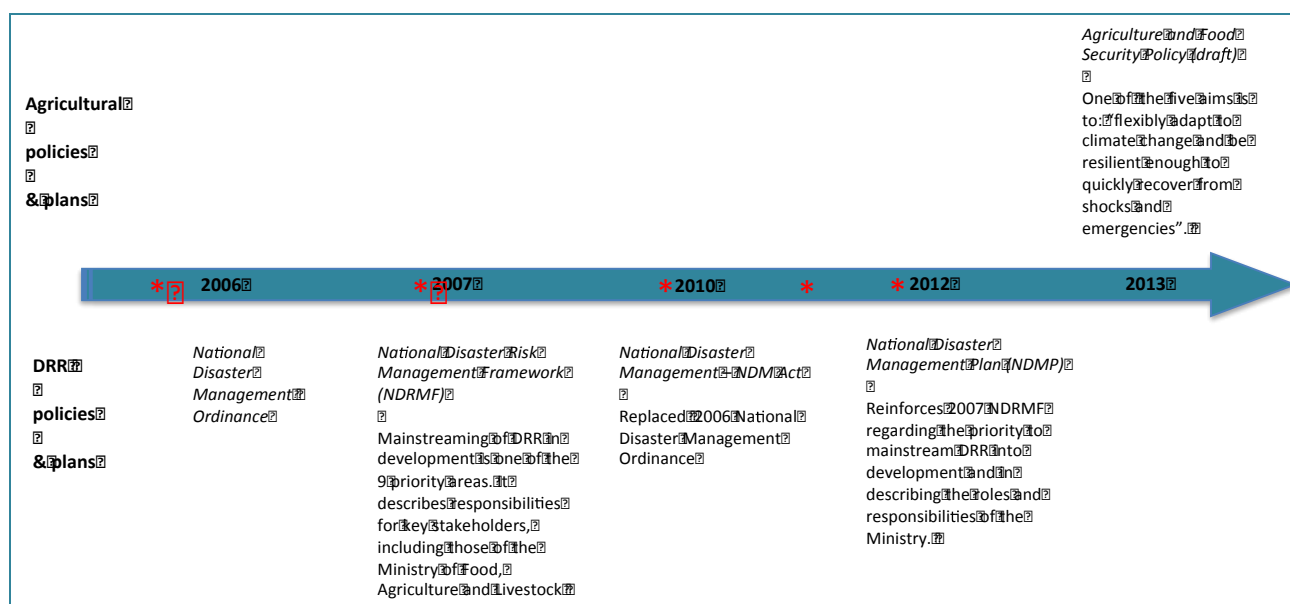 Agriculture and Food
Security Policy (draft)
One of the five aims is
to: "flexibly adapt to
climate change and be
resilient enough to
quickly recover from
shocks and
emergencies".
Agricultural
policies
& plans
* 2006 * 2007 * 2010 * * 2012 2013
DRR
policies
& plans
National
Disaster
Management
Ordinance
National Disaster Risk
Management Framework
(NDRMF)
Mainstreaming of DRR in
development is one of the
9 priority areas. It
describes responsibilities
for key stakeholders,
including those of the
Ministry of Food,
Agriculture and Livestock
National Disaster
Management – NDM Act
Replaced 2006 National
Disaster Management
Ordinance
National Disaster
Management Plan (NDMP)
Reinforces 2007 NDRMF
regarding the priority to
mainstream DRR into
development and in
describing the roles and
responsibilities of the
Ministry.